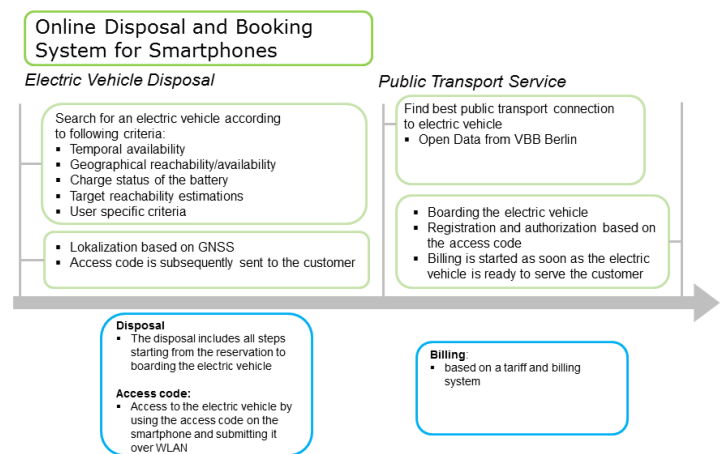 Online Disposal and Booking
System for Smartphones
Electric Vehicle Disposal
Public Transport Service
Search for an electric vehicle according
to following criteria:
▪ Temporal availability
▪ Geographical reachability/availability
▪ Charge status of the battery
▪ Target reachability estimations
▪ User specific criteria
▪ Lokalization based on GNSS
▪ Access code is subsequently sent to the customer
Find best public transport connection
to electric vehicle
▪ Open Data from VBB Berlin
▪ Boarding the electric vehicle
▪ Registration and authorization based on
the access code
▪ Billing is started as soon as the electric
vehicle is ready to serve the customer
Disposal
▪ The disposal includes all steps
starting from the reservation to
boarding the electric vehicle
Access code:
▪ Access to the electric vehicle by
using the access code on the
smartphone and submitting it
over WLAN
Billing:
▪ based on a tariff and billing
system